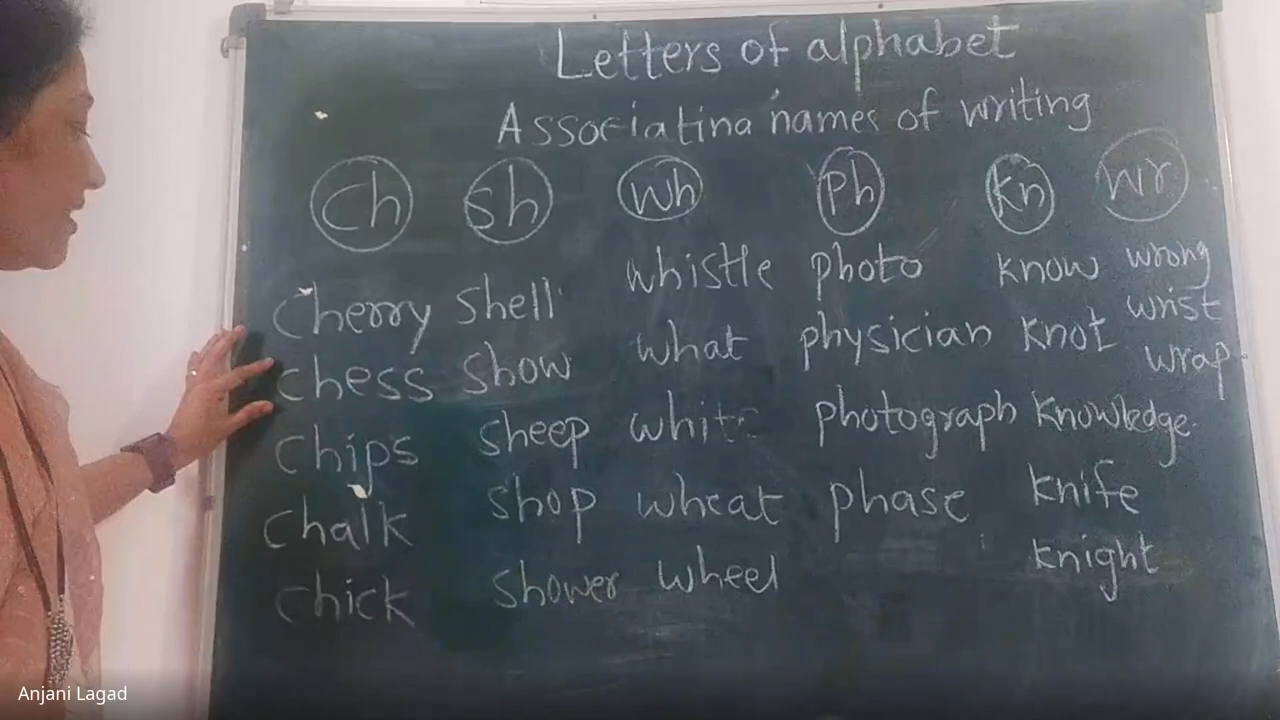 Letters of alphabet
Associating names of writing
Ch Sh Wh Ph Kn Wr
Cherry Shell whistle photo know wrong
wrist
Chess Show what physician Knot wrap
Chips Sheep white photograph Knowledge
Chalk Shop wheat phase Knife
Chick Shower wheel Knight
Anjani Lagad